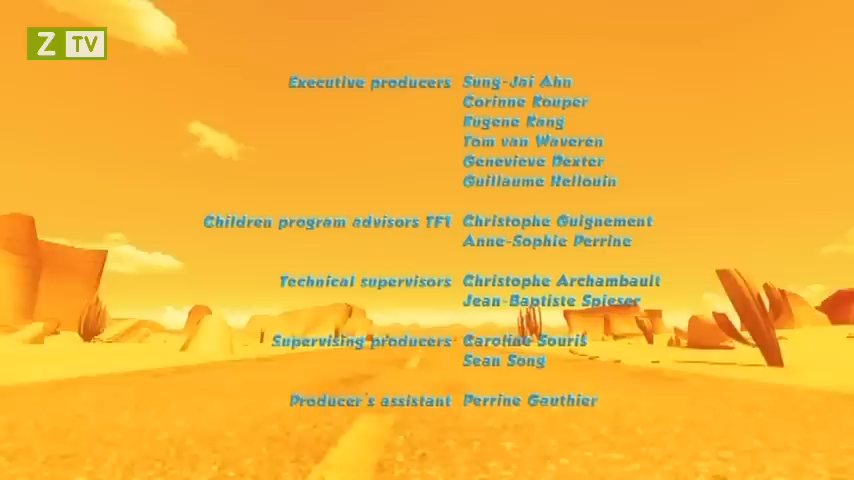 Z TV
Executive producers Sung-Jai Ahn
Corinne Kouper
Eugene Kang
Tom van Waveren
Genevieve Dexter
Guillaume Hellouin
Children program advisors TF1 Christophe Guignement
Anne-Sophie Perrine
Technical supervisors Christophe Archambault
Jean-Baptiste Spieser
Supervising producers Caroline Souris
Sean Song
Producer's assistant Perrine Gauthier